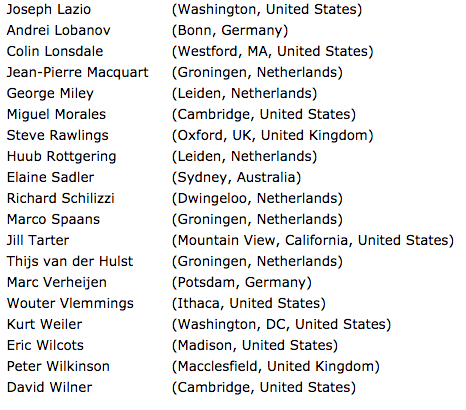 Joseph Lazio (Washington, United States)
Andrei Lobanov (Bonn, Germany)
Colin Lonsdale (Westford, MA, United States)
Jean-Pierre Macquart (Groningen, Netherlands)
George Miley (Leiden, Netherlands)
Miguel Morales (Cambridge, United States)
Steve Rawlings (Oxford, UK, United Kingdom)
Huub Rottgering (Leiden, Netherlands)
Elaine Sadler (Sydney, Australia)
Richard Schilizzi (Dwingeloo, Netherlands)
Marco Spaans (Groningen, Netherlands)
Jill Tarter (Mountain View, California, United States)
Thijs van der Hulst (Groningen, Netherlands)
Marc Verheijen (Potsdam, Germany)
Wouter Vlemmings (Ithaca, United States)
Kurt Weiler (Washington, DC, United States)
Eric Wilcots (Madison, United States)
Peter Wilkinson (Macclesfield, United Kingdom)
David Wilner (Cambridge, United States)